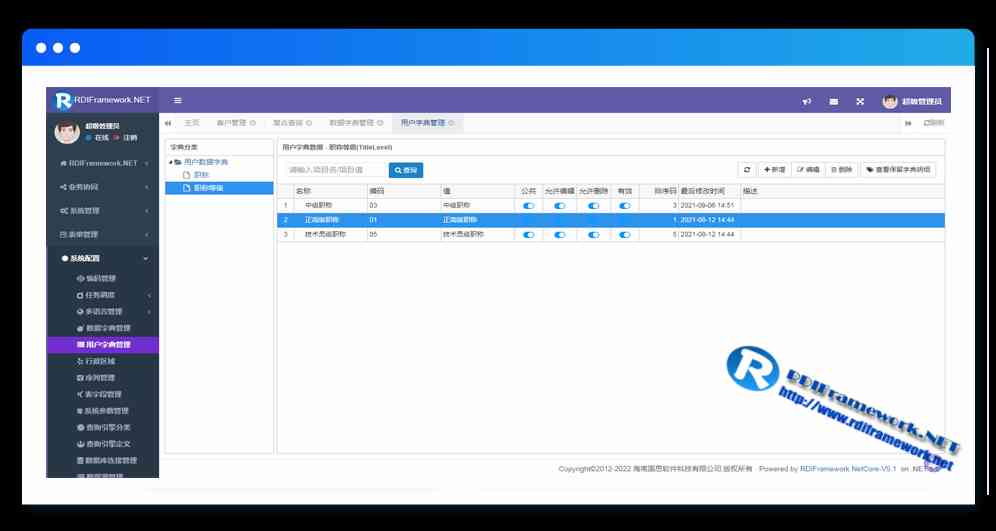 RDIFramework.NET
超级管理员
超级管理员
在线 注销
主页 客户管理 整合查询 数据字典管理 用户字典管理 刷新
RDIFramework.NET
业务协同
系统管理
表单管理
系统配置
编码管理
任务调度
多语言管理
数据字典管理
用户字典管理
行政区域
序列管理
表字段管理
系统参数管理
查询引擎分类
查询引擎定义
数据库连接管理
字典分类
用户数据字典
职称
职称等级
用户字典数据 - 职称等级(TitleLevel)
请输入项目名/项目值 查询 新增 编辑 删除 查看保留字典明细
名称 编码 值 公共 允许编辑 允许删除 有效 排序码 最后修改时间 描述
1 中级职称 03 中级职称 3 2021-09-06 14:51
2 正高级职称 01 正高级职称 1 2021-08-12 14:44
3 技术员级职称 05 技术员级职称 5 2021-08-12 14:44
RDIFramework.NET
http://www.rdiframework.net
Copyright©2012-2022 海南国思软件科技有限公司 版权所有 · Powered by RDIFramework.NetCore-V5.1 on .NET